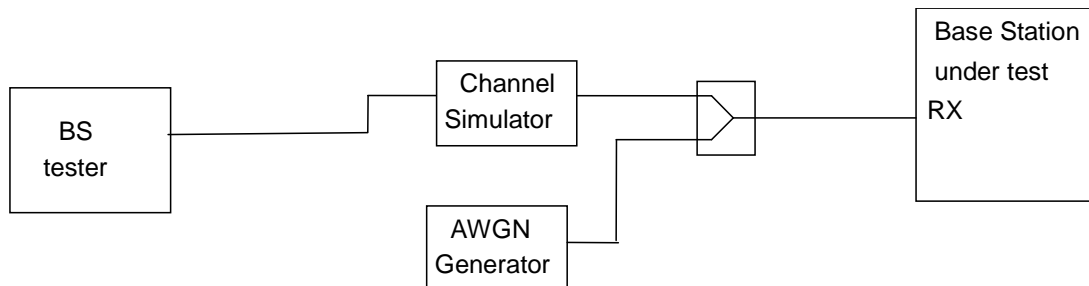 BS
tester
Channel
Simulator
AWGN
Generator
Base Station
under test
RX